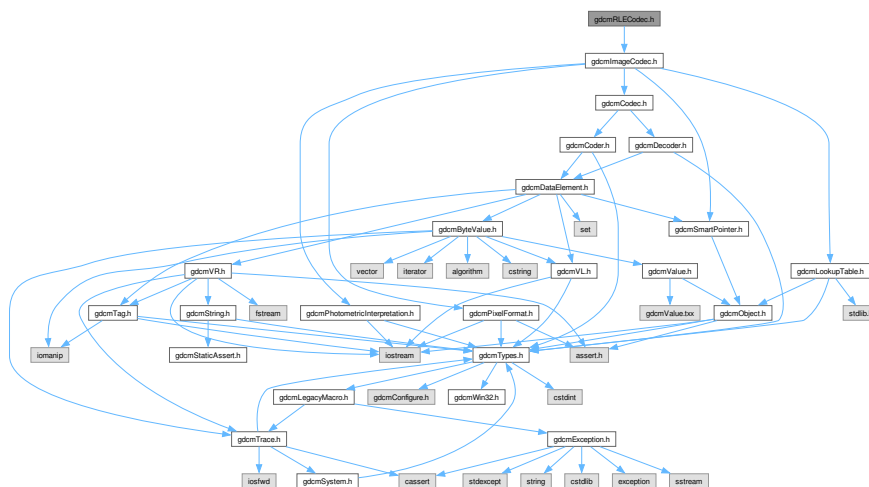 gdcmRLECodec.h
gdcmImageCodec.h
gdcmCodec.h
gdcmCoder.h
gdcmDecoder.h
gdcmDataElement.h
gdcmByteValue.h
set
gdcmSmartPointer.h
gdcmVR.h
vector
iterator
algorithm
cstring
gdcmVL.h
gdcmValue.h
gdcmLookupTable.h
gdcmTag.h
gdcmString.h
fstream
gdcmPhotometricInterpretation.h
gdcmPixelFormat.h
gdcmValue.txx
gdcmObject.h
stdlib.h
iomanip
gdcmStaticAssert.h
iostream
gdcmTypes.h
assert.h
gdcmLegacyMacro.h
gdcmConfigure.h
gdcmWin32.h
cstdint
gdcmTrace.h
gdcmException.h
iosfwd
gdcmSystem.h
cassert
stdexcept
string
cstdlib
exception
sstream